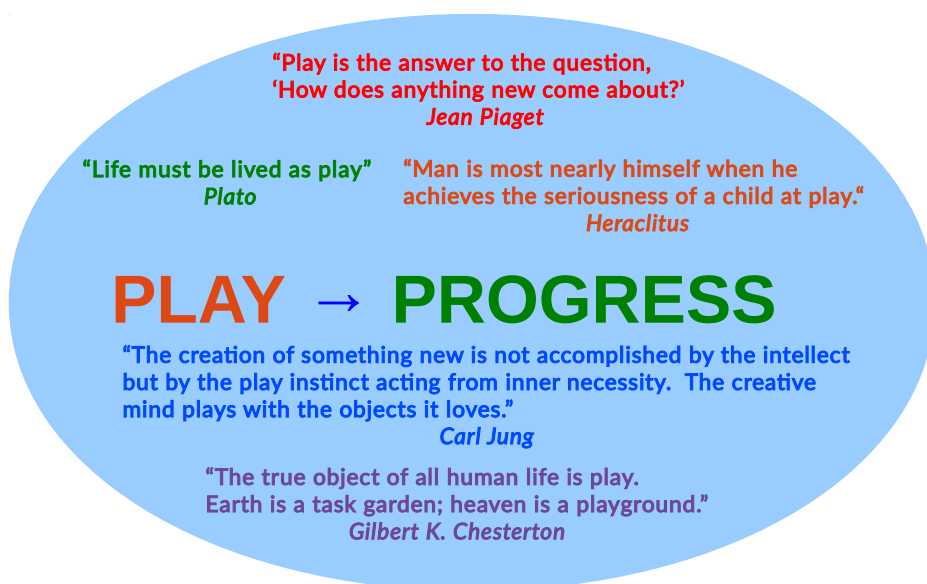 “Play is the answer to the question,
‘How does anything new come about?’
Jean Piaget
“Life must be lived as play”
Plato
“Man is most nearly himself when he
achieves the seriousness of a child at play.“
Heraclitus
PLAY → PROGRESS
“The creation of something new is not accomplished by the intellect
but by the play instinct acting from inner necessity.  The creative
mind plays with the objects it loves.”
Carl Jung
“The true object of all human life is play.
Earth is a task garden; heaven is a playground.”
Gilbert K. Chesterton